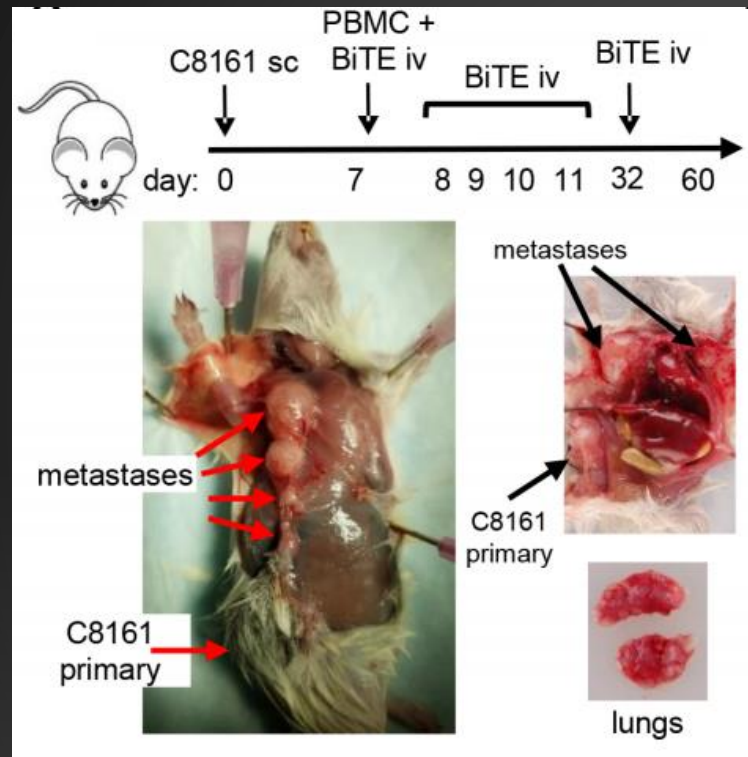 PBMC +
C8161 sc BiTE iv BiTE iv BiTE iv
day: 0 7 8 9 10 11 32 60
metastases
metastases
C8161
primary
C8161
primary
lungs